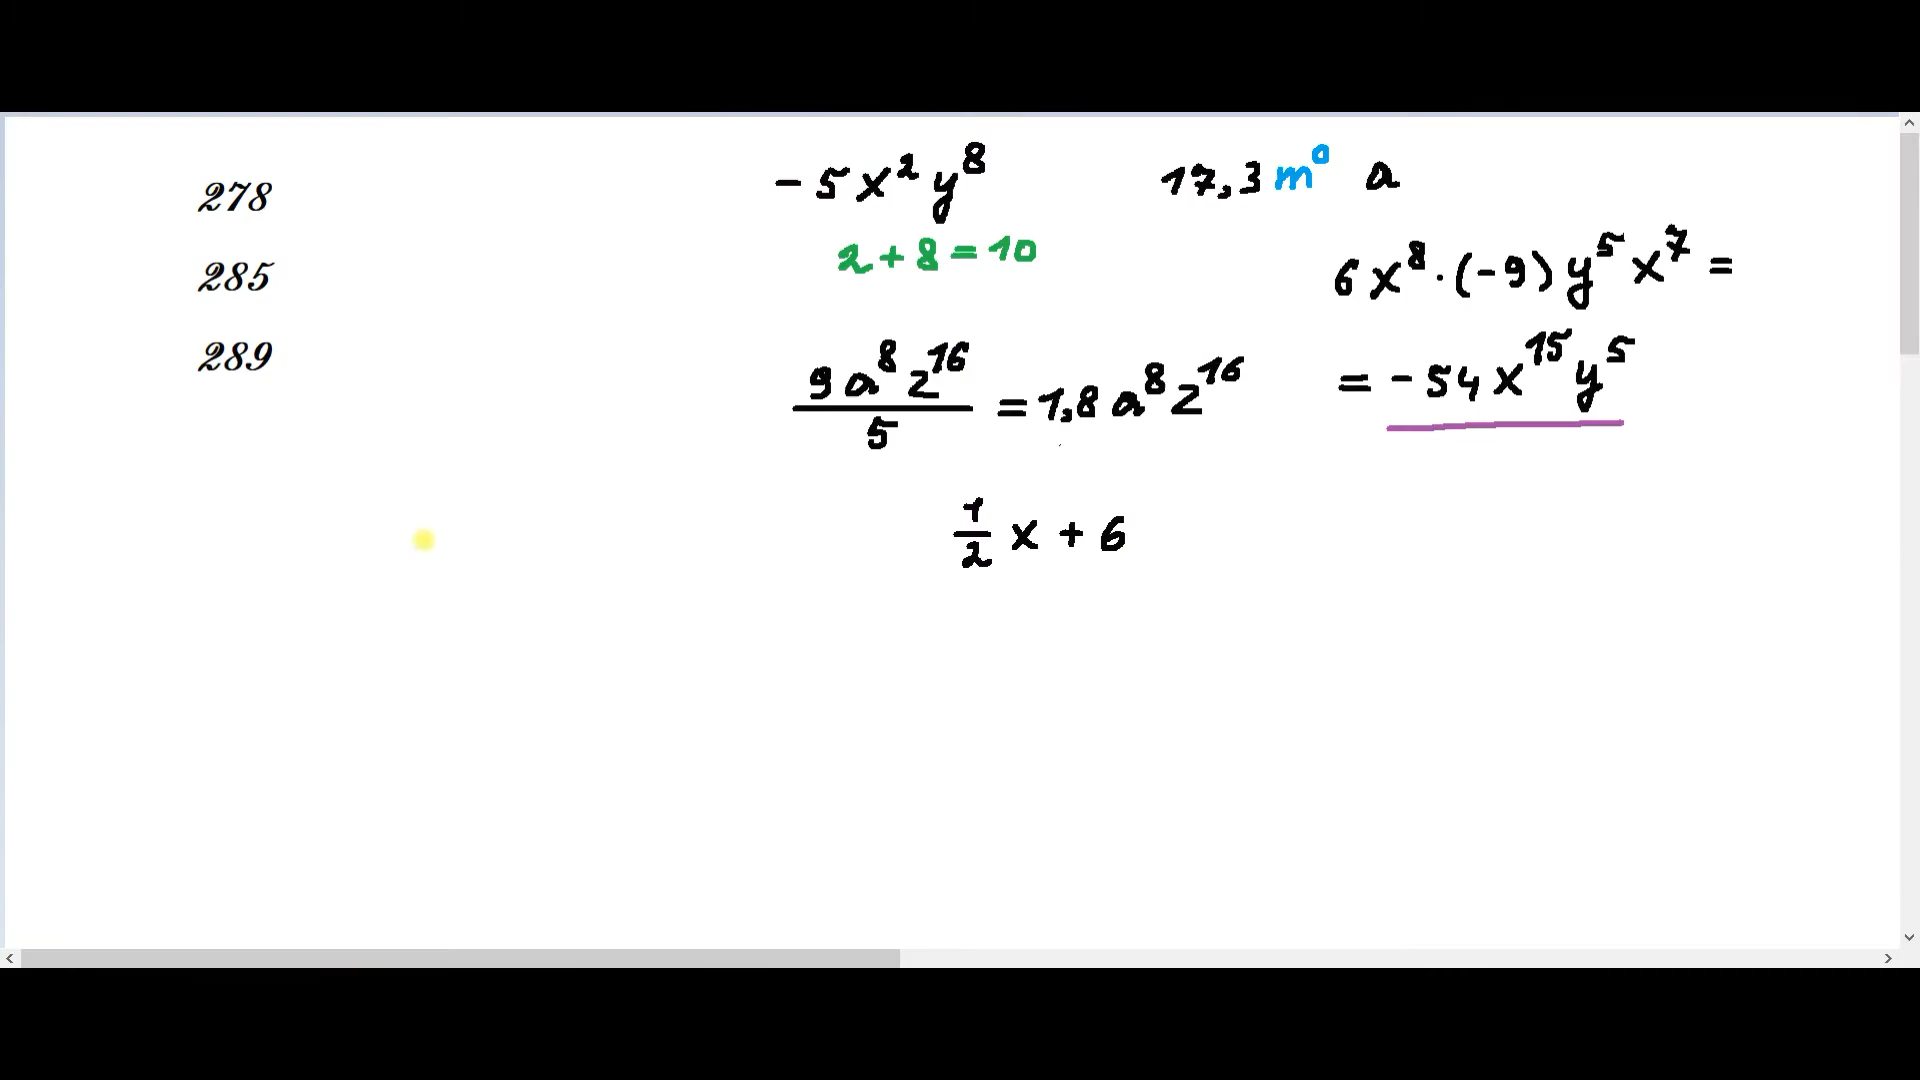 278
285
289
-5x²y⁸
2+8=10
17,3m⁰ a
6x⁸·(-9)y⁵x⁷=
=-54x¹⁵y⁵
9a⁸z¹⁶/5=1,8a⁸z¹⁶
1/2 x+6